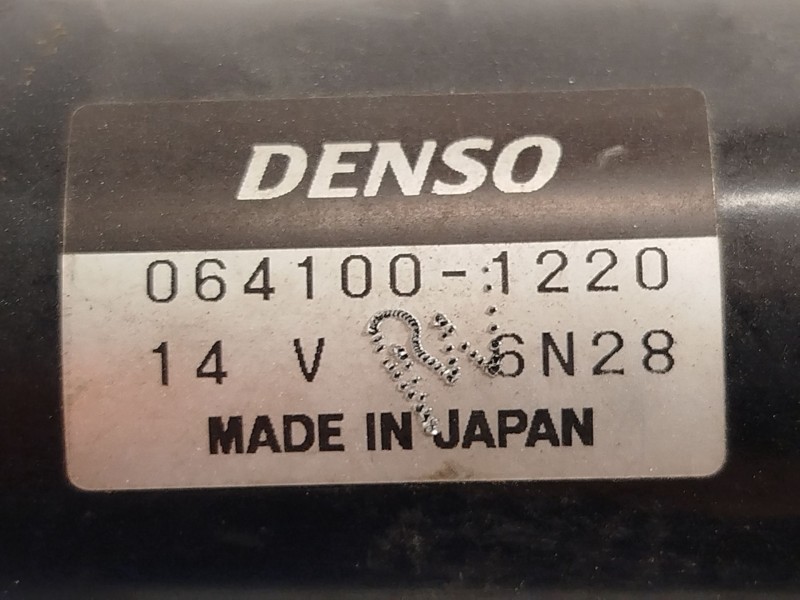 DENSO
064100-1220
14 V 6N28
MADE IN JAPAN